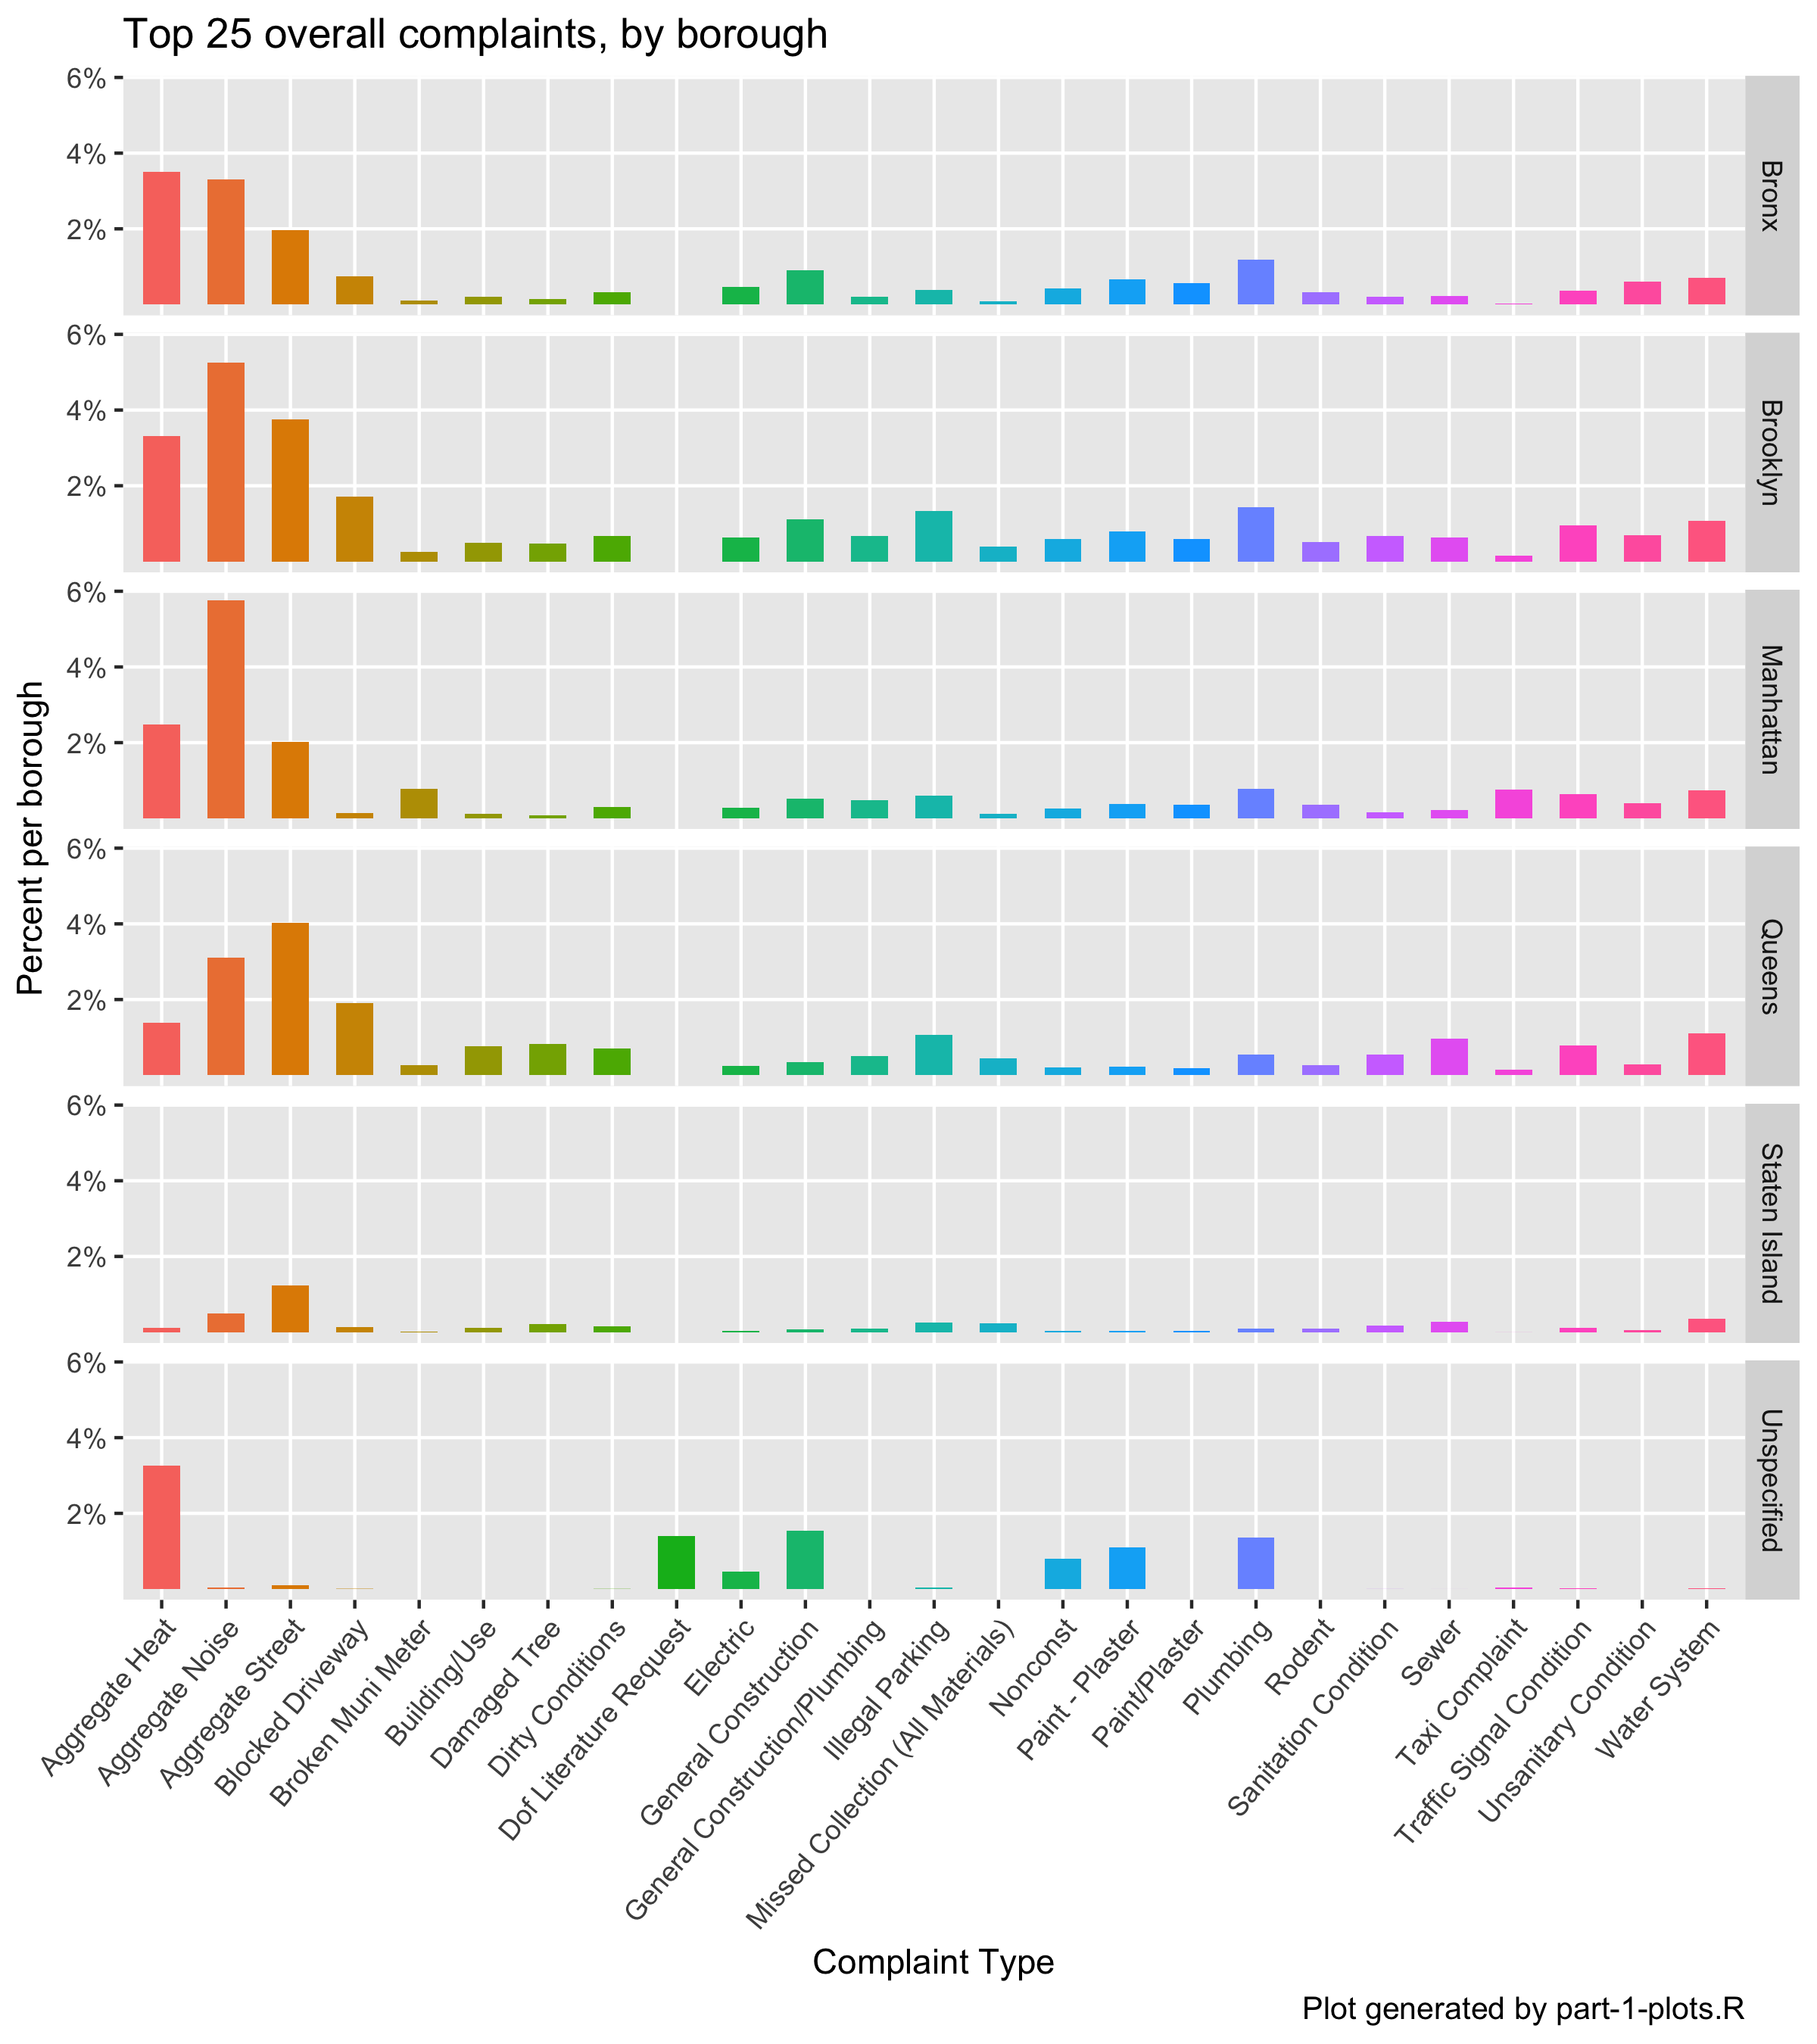 Top 25 overall complaints, by borough
Percent per borough
6%
4%
2%
Bronx
6%
4%
2%
Brooklyn
6%
4%
2%
Manhattan
6%
4%
2%
Queens
6%
4%
2%
Staten Island
6%
4%
2%
Unspecified
Aggregate Heat
Aggregate Noise
Aggregate Street
Blocked Driveway
Broken Muni Meter
Building/Use
Damaged Tree
Dirty Conditions
Dof Literature Request
Electric
General Construction
General Construction/Plumbing
Illegal Parking
Missed Collection (All Materials)
Nonconst
Paint - Plaster
Paint/Plaster
Plumbing
Rodent
Sanitation Condition
Sewer
Taxi Complaint
Traffic Signal Condition
Unsanitary Condition
Water System
Complaint Type
Plot generated by part-1-plots.R